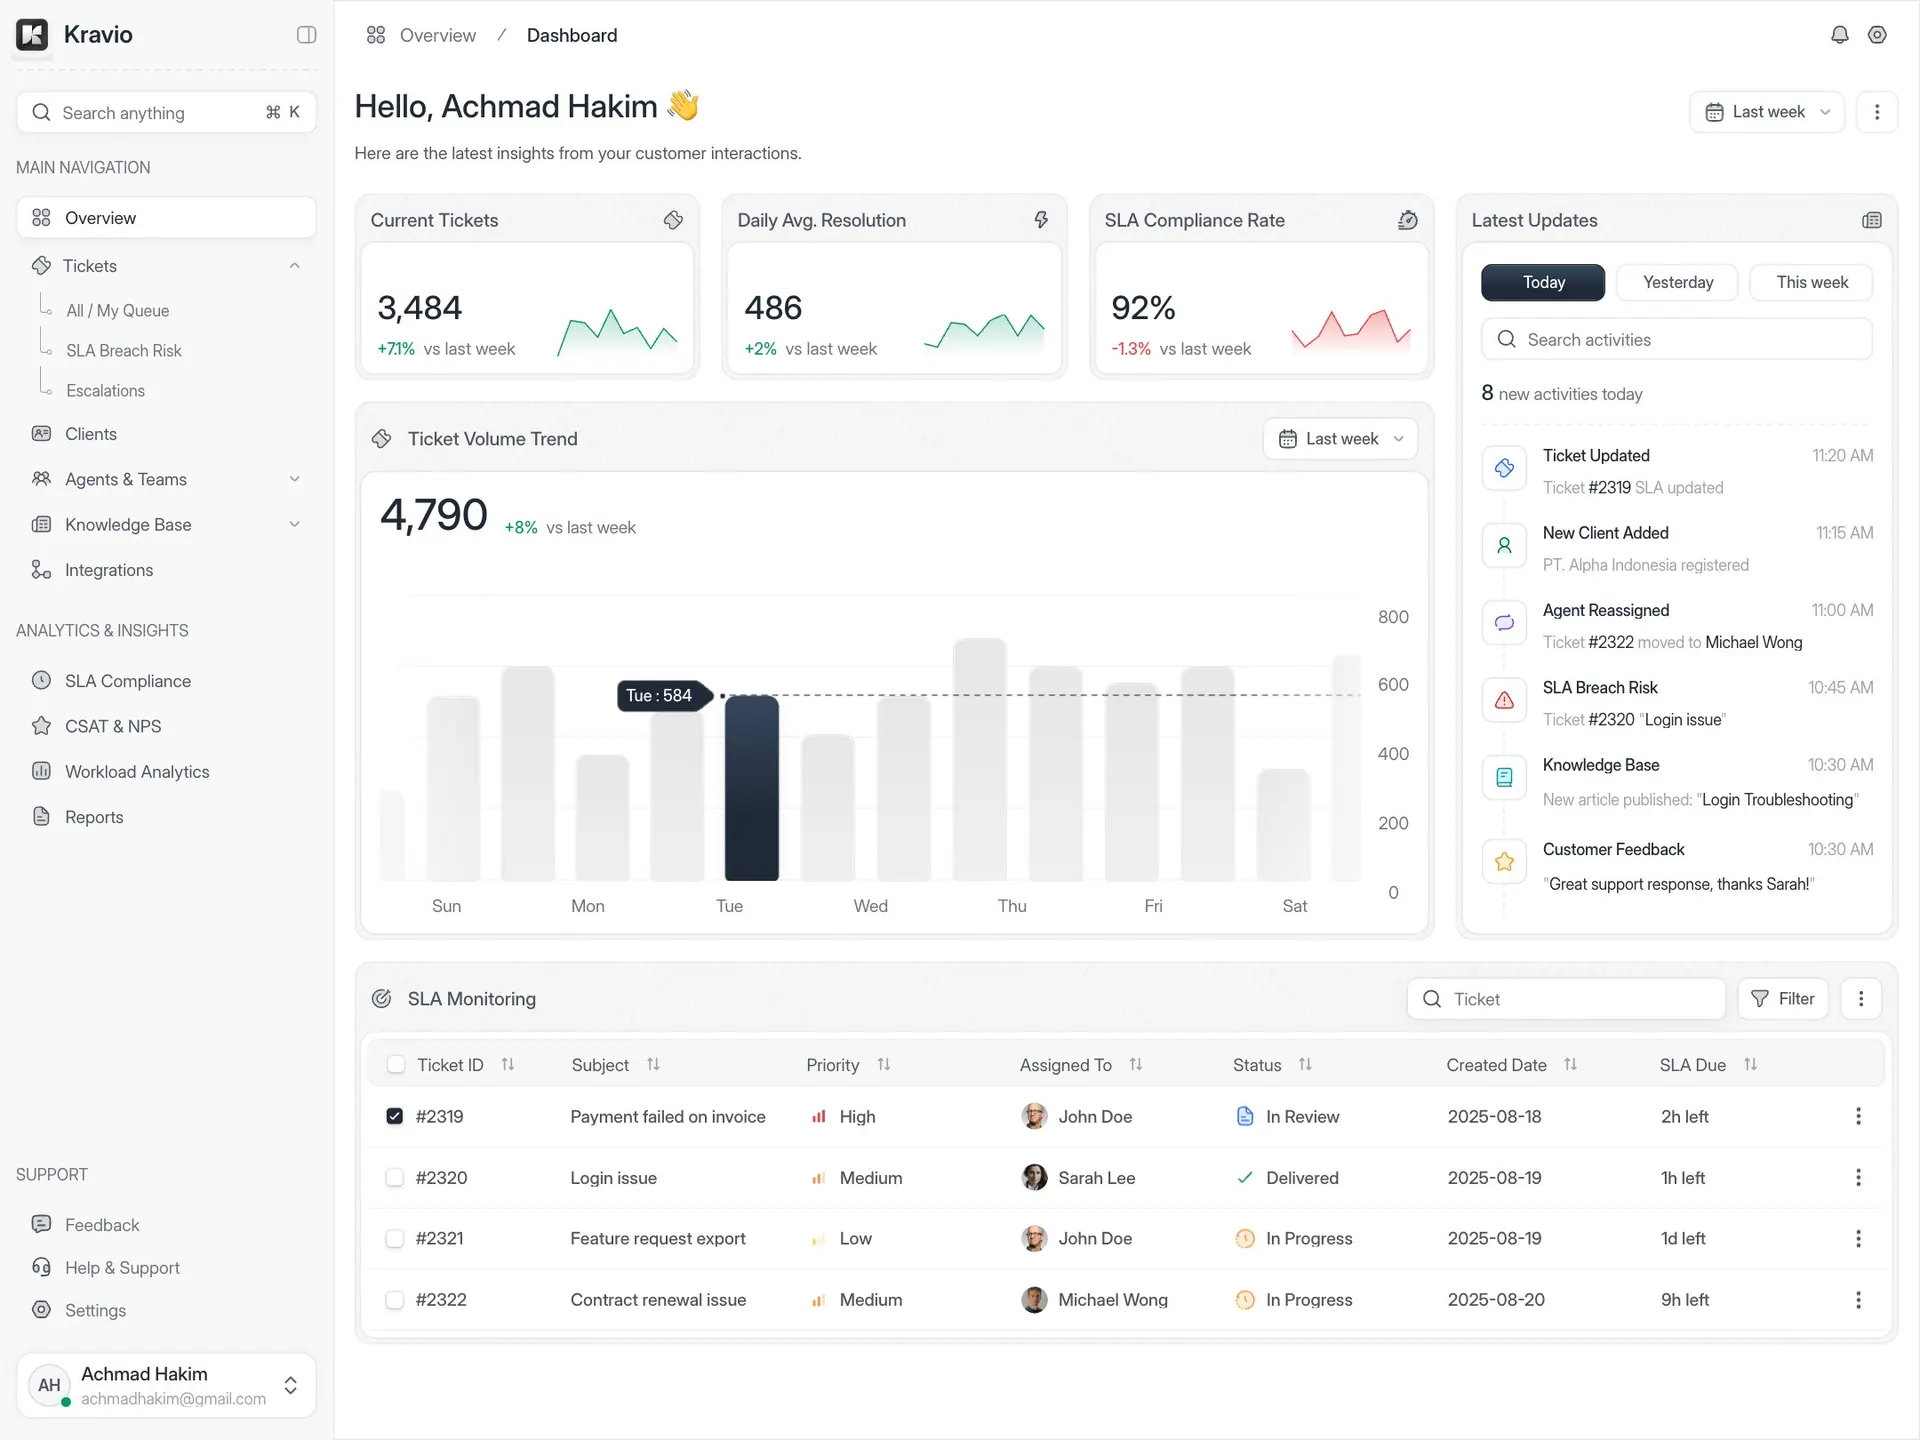 Kravio
Search anything ⌘ K
MAIN NAVIGATION
Overview
Tickets
All / My Queue
SLA Breach Risk
Escalations
Clients
Agents & Teams
Knowledge Base
Integrations
ANALYTICS & INSIGHTS
SLA Compliance
CSAT & NPS
Workload Analytics
Reports
SUPPORT
Feedback
Help & Support
Settings
AH
Achmad Hakim
achmadhakim@gmail.com
Overview / Dashboard
Hello, Achmad Hakim 👋
Here are the latest insights from your customer interactions.
Last week
Current Tickets
3,484
+7.1% vs last week
Daily Avg. Resolution
486
+2% vs last week
SLA Compliance Rate
92%
-1.3% vs last week
Ticket Volume Trend
Last week
4,790 +8% vs last week
Tue : 584
800
600
400
200
0
Sun Mon Tue Wed Thu Fri Sat
Latest Updates
Today Yesterday This week
Search activities
8 new activities today
Ticket Updated 11:20 AM
Ticket #2319 SLA updated
New Client Added 11:15 AM
PT. Alpha Indonesia registered
Agent Reassigned 11:00 AM
Ticket #2322 moved to Michael Wong
SLA Breach Risk 10:45 AM
Ticket #2320 "Login issue"
Knowledge Base 10:30 AM
New article published: "Login Troubleshooting"
Customer Feedback 10:30 AM
"Great support response, thanks Sarah!"
SLA Monitoring
Ticket
Filter
Ticket ID Subject Priority Assigned To Status Created Date SLA Due
#2319 Payment failed on invoice High John Doe In Review 2025-08-18 2h left
#2320 Login issue Medium Sarah Lee Delivered 2025-08-19 1h left
#2321 Feature request export Low John Doe In Progress 2025-08-19 1d left
#2322 Contract renewal issue Medium Michael Wong In Progress 2025-08-20 9h left